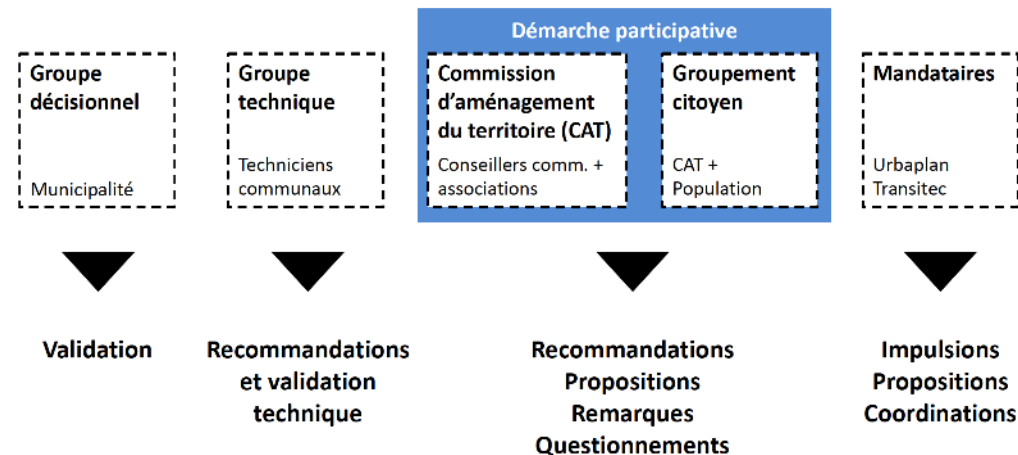 Démarche participative
Groupe
décisionnel
Municipalité
Groupe
technique
Techniciens
communaux
Commission
d'aménagement
du territoire (CAT)
Conseillers comm. +
associations
Groupement
citoyen
CAT +
Population
Mandataires
Urbaplan
Transitec
Validation
Recommandations
et validation
technique
Recommandations
Propositions
Remarques
Questionnements
Impulsions
Propositions
Coordinations